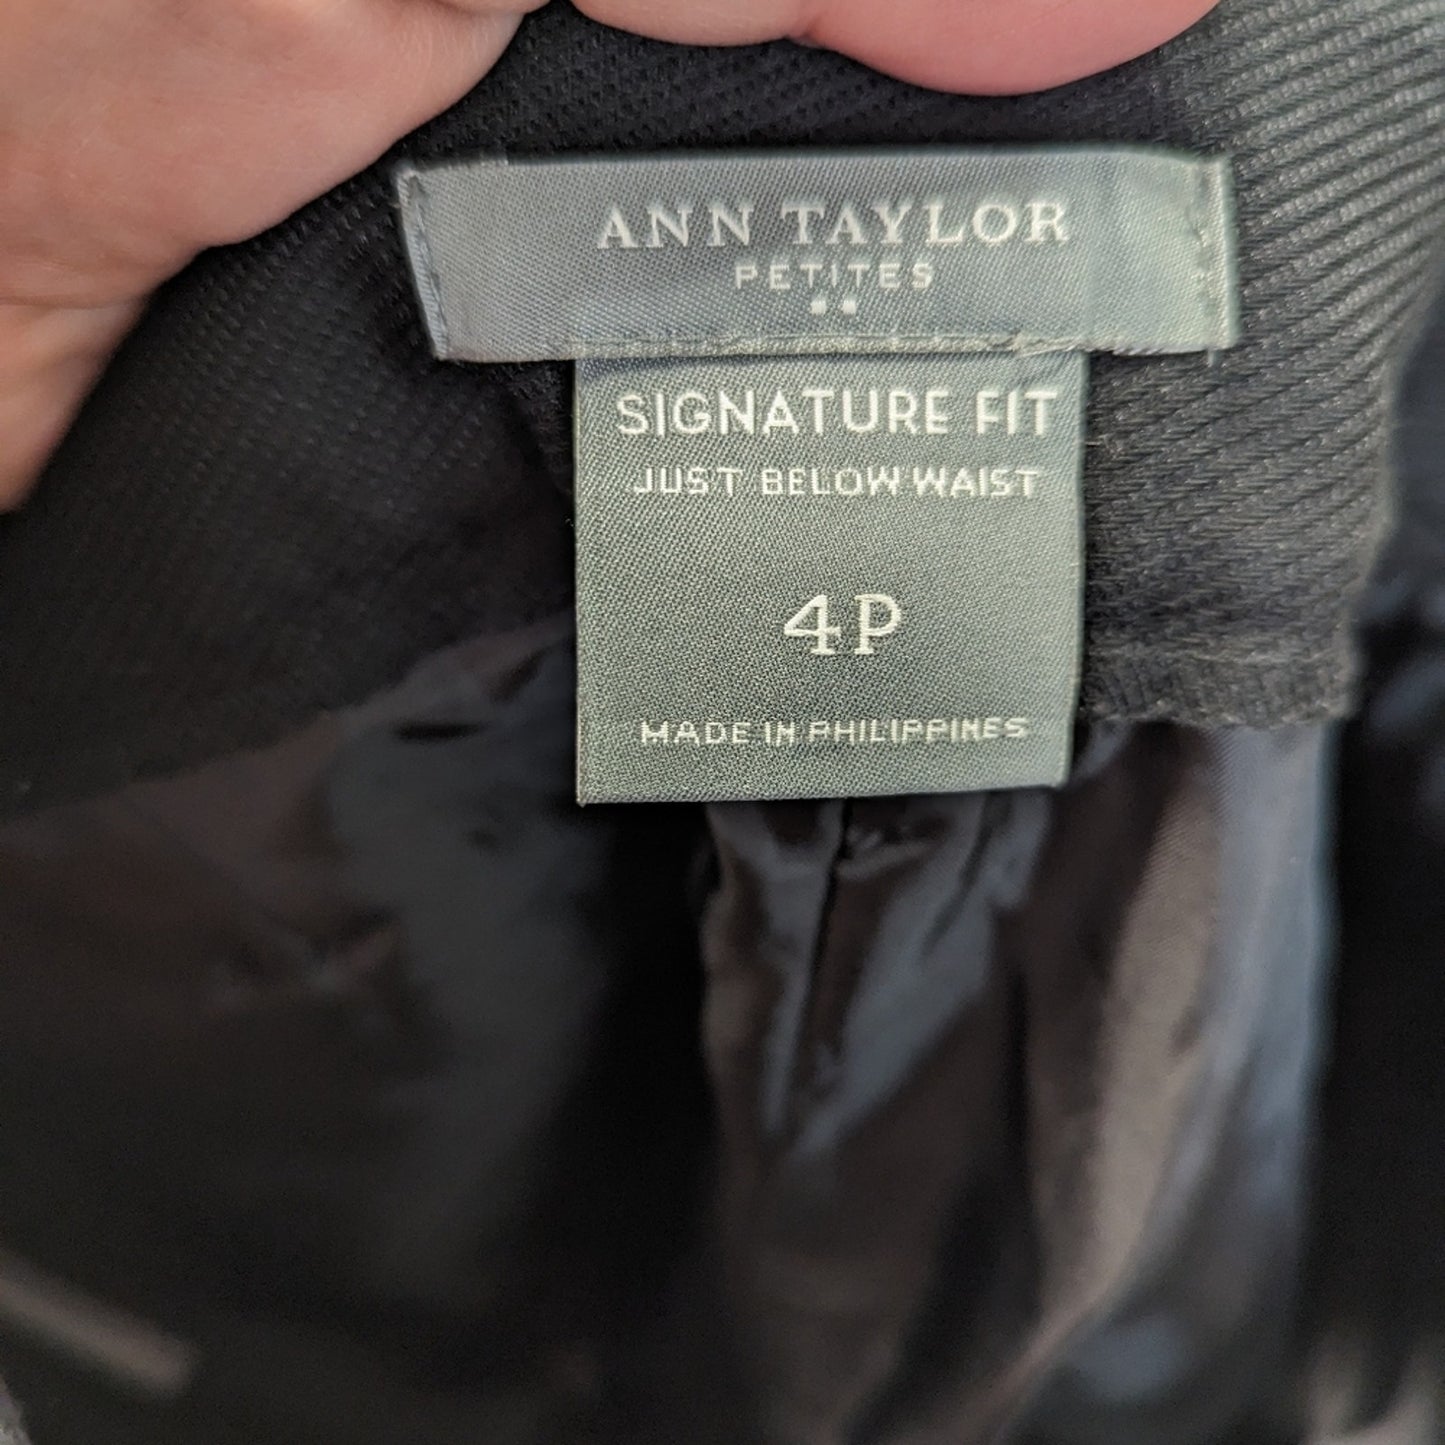 ANN TAYLOR
PETITES
SIGNATURE FIT
JUST BELOW WAIST
4P
MADE IN PHILIPPINES